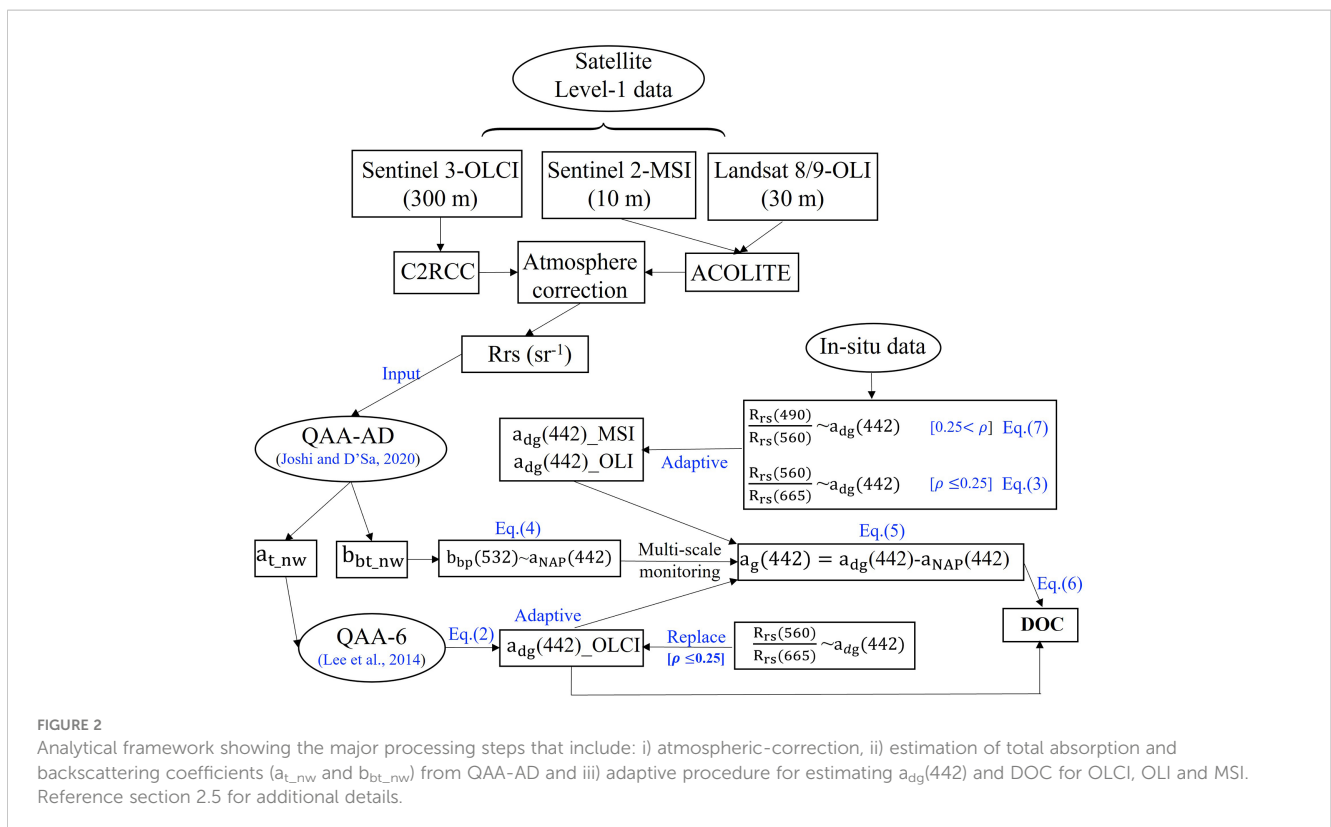 Satellite
Level-1 data
Sentinel 3-OLCI
(300 m)
Sentinel 2-MSI
(10 m)
Landsat 8/9-OLI
(30 m)
C2RCC
Atmosphere
correction
ACOLITE
Rrs (sr⁻¹)
In-situ data
Input
QAA-AD
(Joshi and D'Sa, 2020)
a_dg(442)_MSI
a_dg(442)_OLI
Adaptive
R_rs(490)/R_rs(560) ~a_dg(442) [0.25< ρ] Eq.(7)
R_rs(560)/R_rs(665) ~a_dg(442) [ρ ≤0.25] Eq.(3)
a_t_nw
b_bt_nw
Eq.(4)
b_bp(532)~a_NAP(442)
Multi-scale
monitoring
Eq.(5)
a_g(442) = a_dg(442)-a_NAP(442)
Eq.(6)
DOC
QAA-6
(Lee et al., 2014)
Eq.(2)
Adaptive
a_dg(442)_OLCI
Replace
[ρ ≤0.25]
R_rs(560)/R_rs(665) ~a_dg(442)
FIGURE 2
Analytical framework showing the major processing steps that include: i) atmospheric-correction, ii) estimation of total absorption and
backscattering coefficients (a_t_nw and b_bt_nw) from QAA-AD and iii) adaptive procedure for estimating a_dg(442) and DOC for OLCI, OLI and MSI.
Reference section 2.5 for additional details.